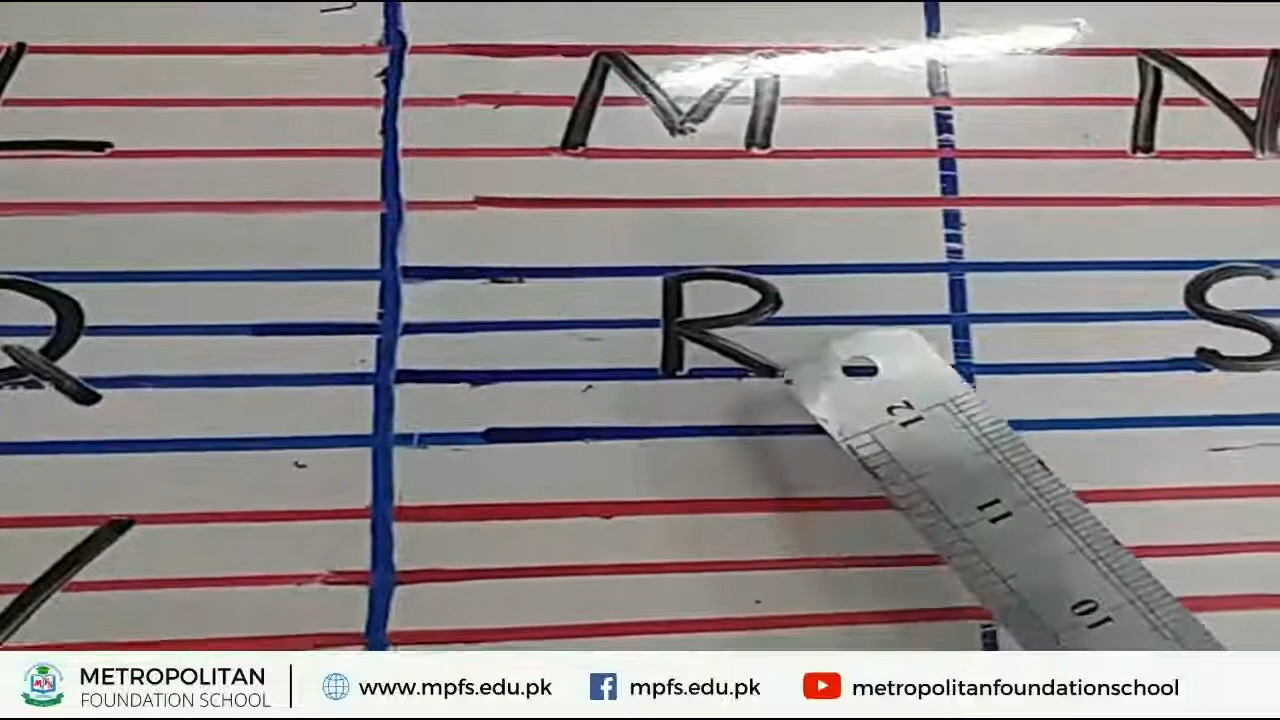 L M N
Q R S
12
11
10
METROPOLITAN
FOUNDATION SCHOOL
www.mpfs.edu.pk
mpfs.edu.pk
metropolitanfoundationschool